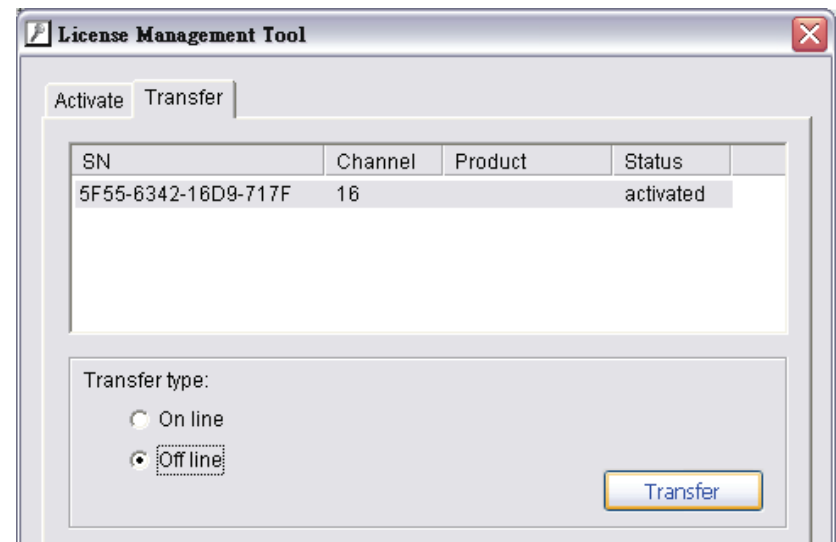 License Management Tool
Activate Transfer
SN Channel Product Status
5F55-6342-16D9-717F 16 activated
Transfer type:
On line
Off line
Transfer